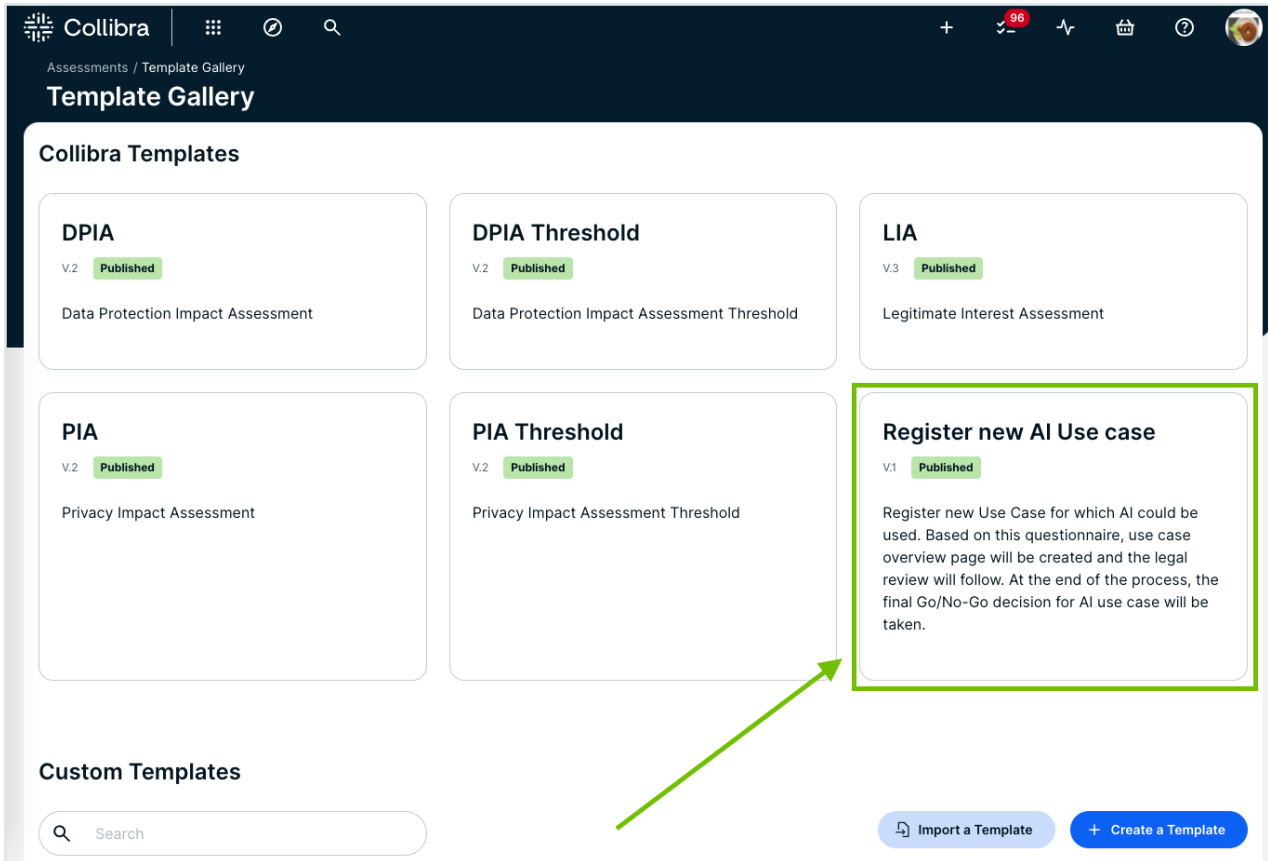 Collibra
96
Assessments / Template Gallery
Template Gallery
Collibra Templates
DPIA
V.2 Published
Data Protection Impact Assessment
DPIA Threshold
V.2 Published
Data Protection Impact Assessment Threshold
LIA
V.3 Published
Legitimate Interest Assessment
PIA
V.2 Published
Privacy Impact Assessment
PIA Threshold
V.2 Published
Privacy Impact Assessment Threshold
Register new AI Use case
V.1 Published
Register new Use Case for which AI could be
used. Based on this questionnaire, use case
overview page will be created and the legal
review will follow. At the end of the process, the
final Go/No-Go decision for AI use case will be
taken.
Custom Templates
Search
Import a Template
+ Create a Template